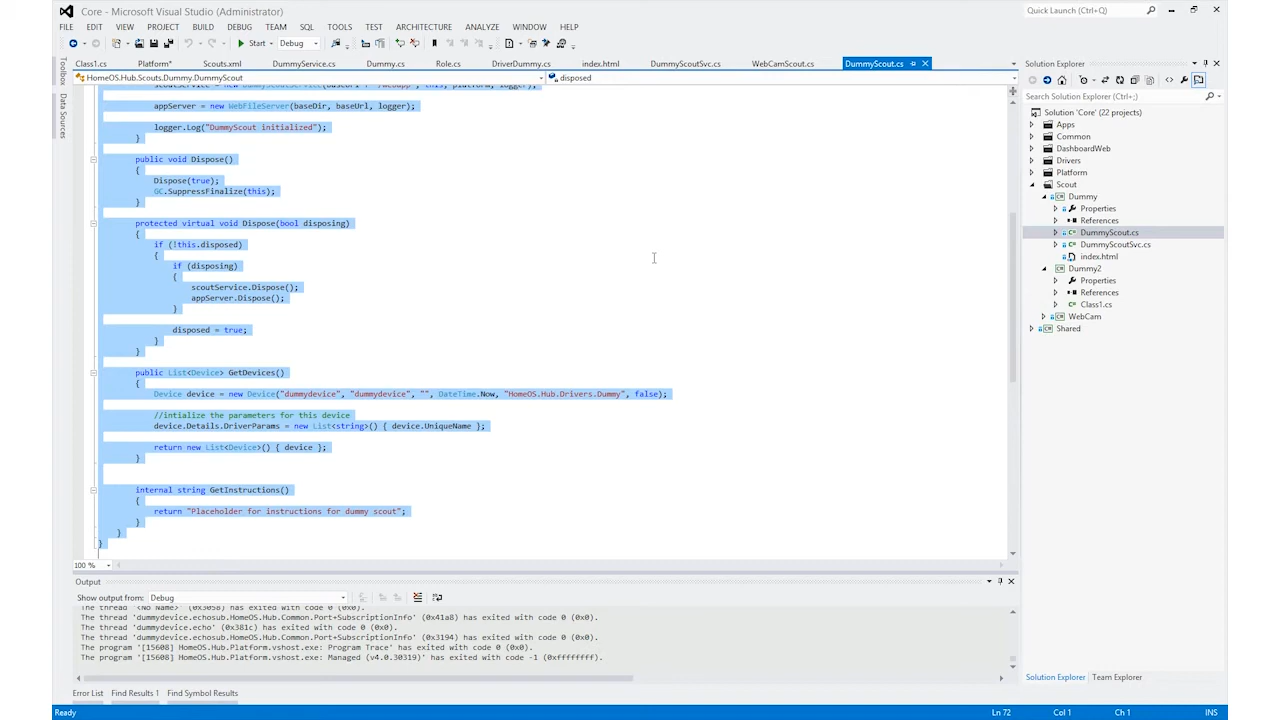 Core - Microsoft Visual Studio (Administrator)
Quick Launch (Ctrl+Q)
FILE EDIT VIEW PROJECT BUILD DEBUG TEAM SQL TOOLS TEST ARCHITECTURE ANALYZE WINDOW HELP
Start Debug
Class1.cs Platform* Scouts.xml DummyService.cs Dummy.cs Role.cs DriverDummy.cs index.html DummyScoutSvc.cs WebCamScout.cs DummyScout.cs
HomeOS.Hub.Scouts.Dummy.DummyScout disposed
Toolbox
Data Sources
appServer = new WebFileServer(baseDir, baseUrl, logger);
logger.Log("DummyScout initialized");
}
public void Dispose()
{
Dispose(true);
GC.SuppressFinalize(this);
}
protected virtual void Dispose(bool disposing)
{
if (!this.disposed)
{
if (disposing)
{
scoutService.Dispose();
appServer.Dispose();
}
disposed = true;
}
}
public List<Device> GetDevices()
{
Device device = new Device("dummydevice", "dummydevice", "", DateTime.Now, "HomeOS.Hub.Drivers.Dummy", false);
//intialize the parameters for this device
device.Details.DriverParams = new List<string>() { device.UniqueName };
return new List<Device>() { device };
}
internal string GetInstructions()
{
return "Placeholder for instructions for dummy scout";
}
}
}
100 %
Output
Show output from: Debug
The thread '<No Name>' (0x3058) has exited with code 0 (0x0).
The thread 'dummydevice.echosub.HomeOS.Hub.Common.Port+SubscriptionInfo' (0x41a8) has exited with code 0 (0x0).
The thread 'dummydevice.echo' (0x381c) has exited with code 0 (0x0).
The thread 'dummydevice.echosub.HomeOS.Hub.Common.Port+SubscriptionInfo' (0x3194) has exited with code 0 (0x0).
The program '[15608] HomeOS.Hub.Platform.vshost.exe: Program Trace' has exited with code 0 (0x0).
The program '[15608] HomeOS.Hub.Platform.vshost.exe: Managed (v4.0.30319)' has exited with code -1 (0xffffffff).
Error List Find Results 1 Find Symbol Results
Solution Explorer
Search Solution Explorer (Ctrl+;)
Solution 'Core' (22 projects)
Apps
Common
DashboardWeb
Drivers
Platform
Scout
Dummy
Properties
References
DummyScout.cs
DummyScoutSvc.cs
index.html
Dummy2
Properties
References
Class1.cs
WebCam
Shared
Solution Explorer Team Explorer
Ready Ln 72 Col 1 Ch 1 INS